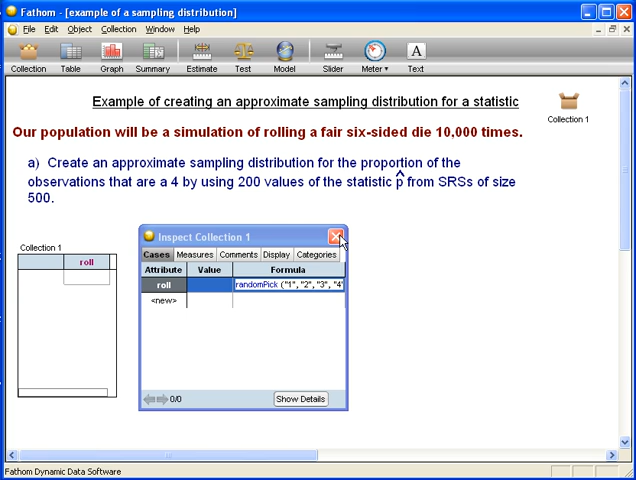 Fathom - [example of a sampling distribution]
File Edit Object Collection Window Help
Collection Table Graph Summary Estimate Test Model Slider Meter Text
Example of creating an approximate sampling distribution for a statistic
Collection 1
Our population will be a simulation of rolling a fair six-sided die 10,000 times.
a) Create an approximate sampling distribution for the proportion of the
observations that are a 4 by using 200 values of the statistic p̂ from SRSs of size
500.
Collection 1
roll
Inspect Collection 1
Cases Measures Comments Display Categories
Attribute Value Formula
roll randomPick ("1", "2", "3", "4"
<new>
0/0 Show Details
Fathom Dynamic Data Software